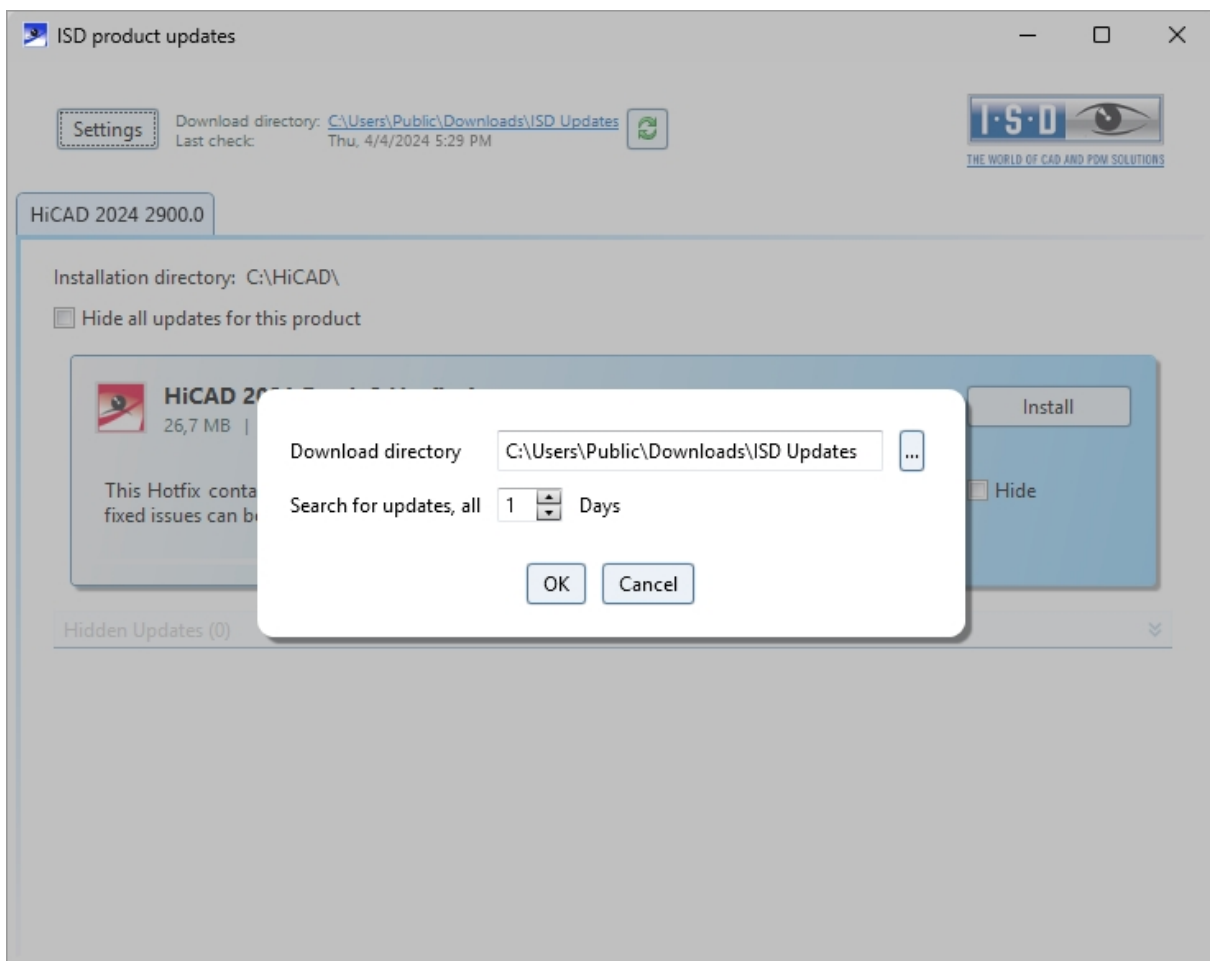 ISD product updates
Settings
Download directory: C:\Users\Public\Downloads\ISD Updates
Last check: Thu, 4/4/2024 5:29 PM
I·S·D
THE WORLD OF CAD AND PDM SOLUTIONS
HiCAD 2024 2900.0
Installation directory: C:\HiCAD\
Hide all updates for this product
HiCAD
26,7 MB |
Install
Download directory C:\Users\Public\Downloads\ISD Updates ...
This Hotfix
Hide
fixed issues can
Search for updates, all 1 Days
OK Cancel
Hidden Updates (0)